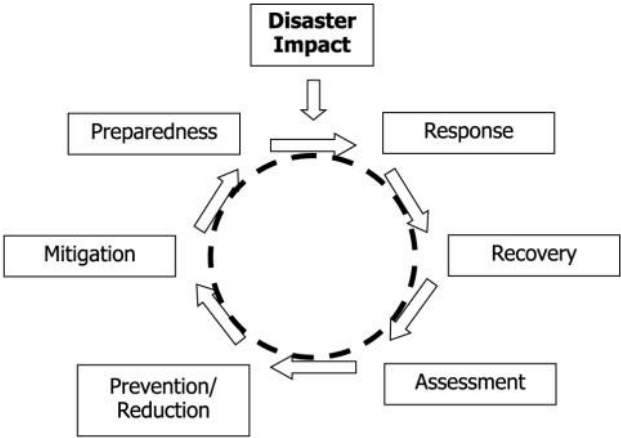 Disaster
Impact
Preparedness
Response
Mitigation
Recovery
Prevention/
Reduction
Assessment